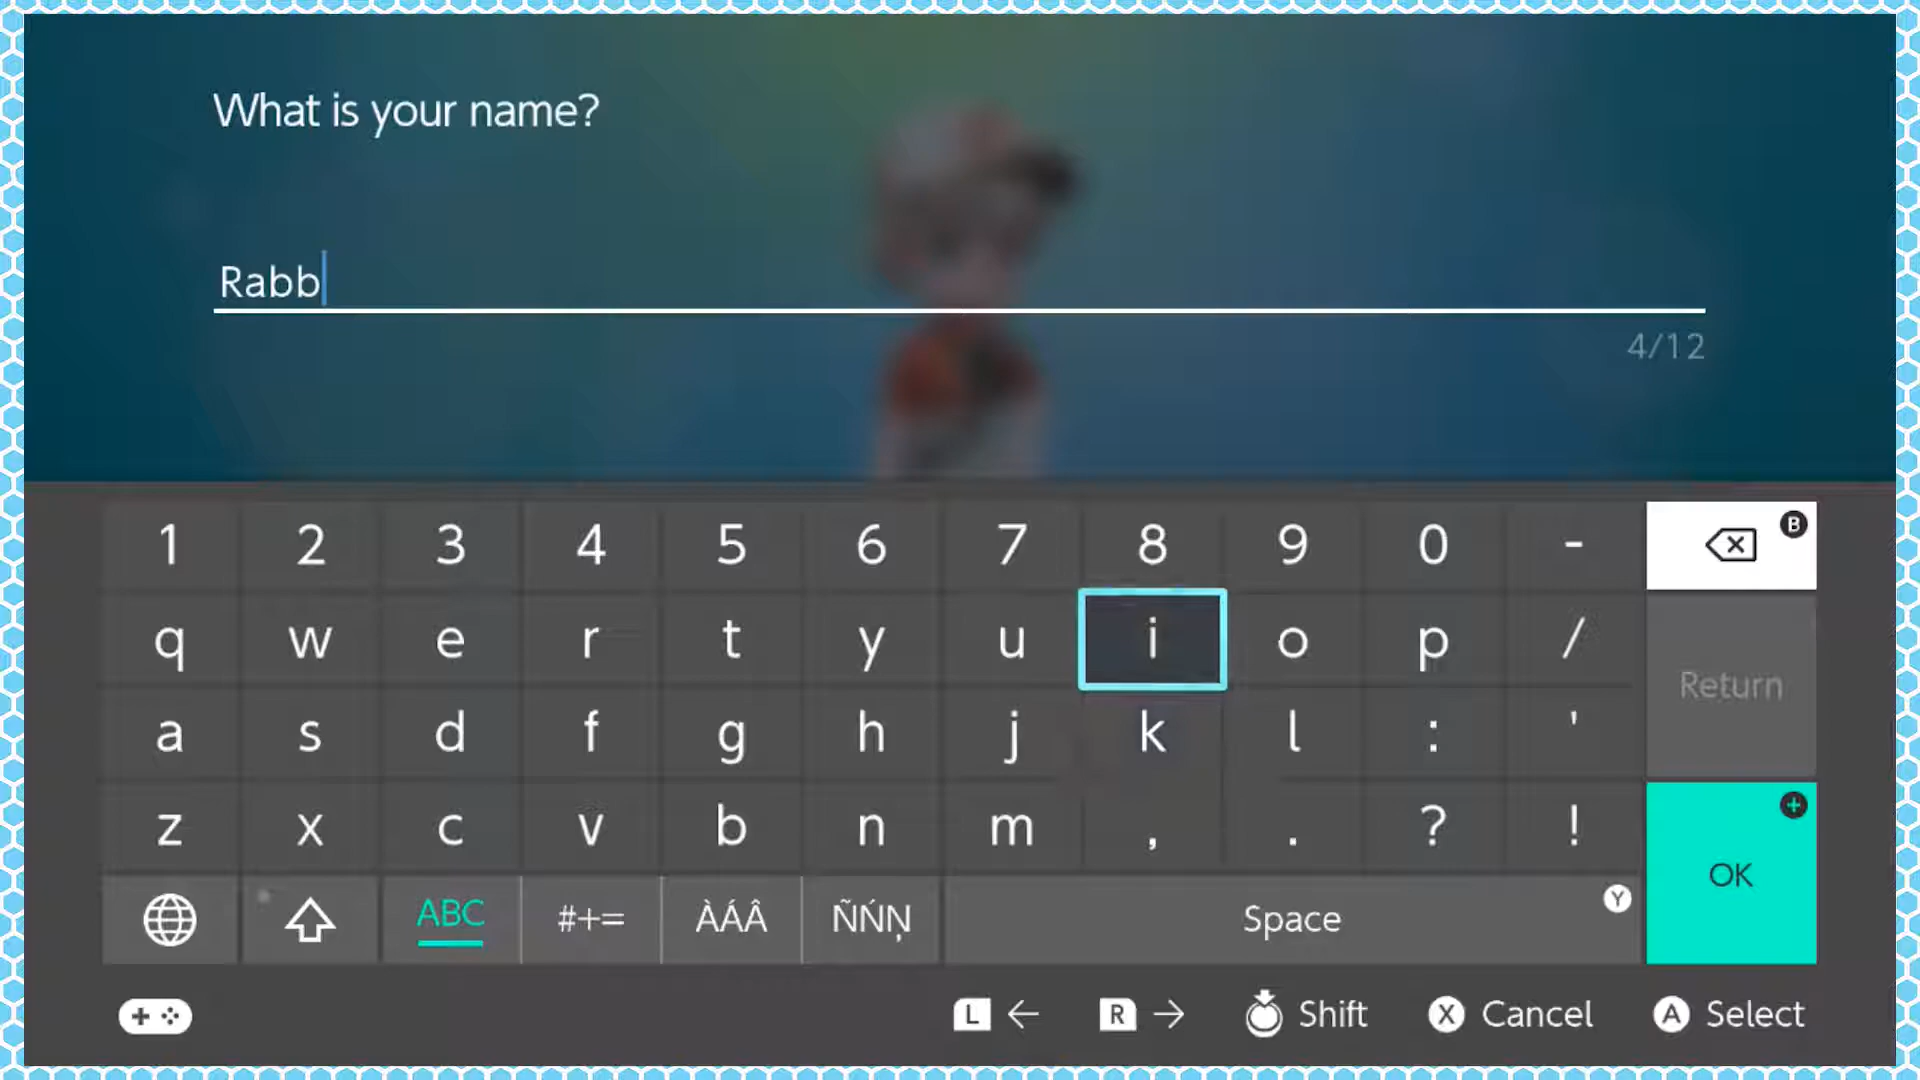 What is your name?
Rabb
4/12
1 2 3 4 5 6 7 8 9 0 - B
q w e r t y u i o p / Return
a s d f g h j k l : '
z x c v b n m , . ? ! + OK
ABC #+= ÀÁÂ ÑŃŅ Space Y
L ← R → Shift X Cancel A Select